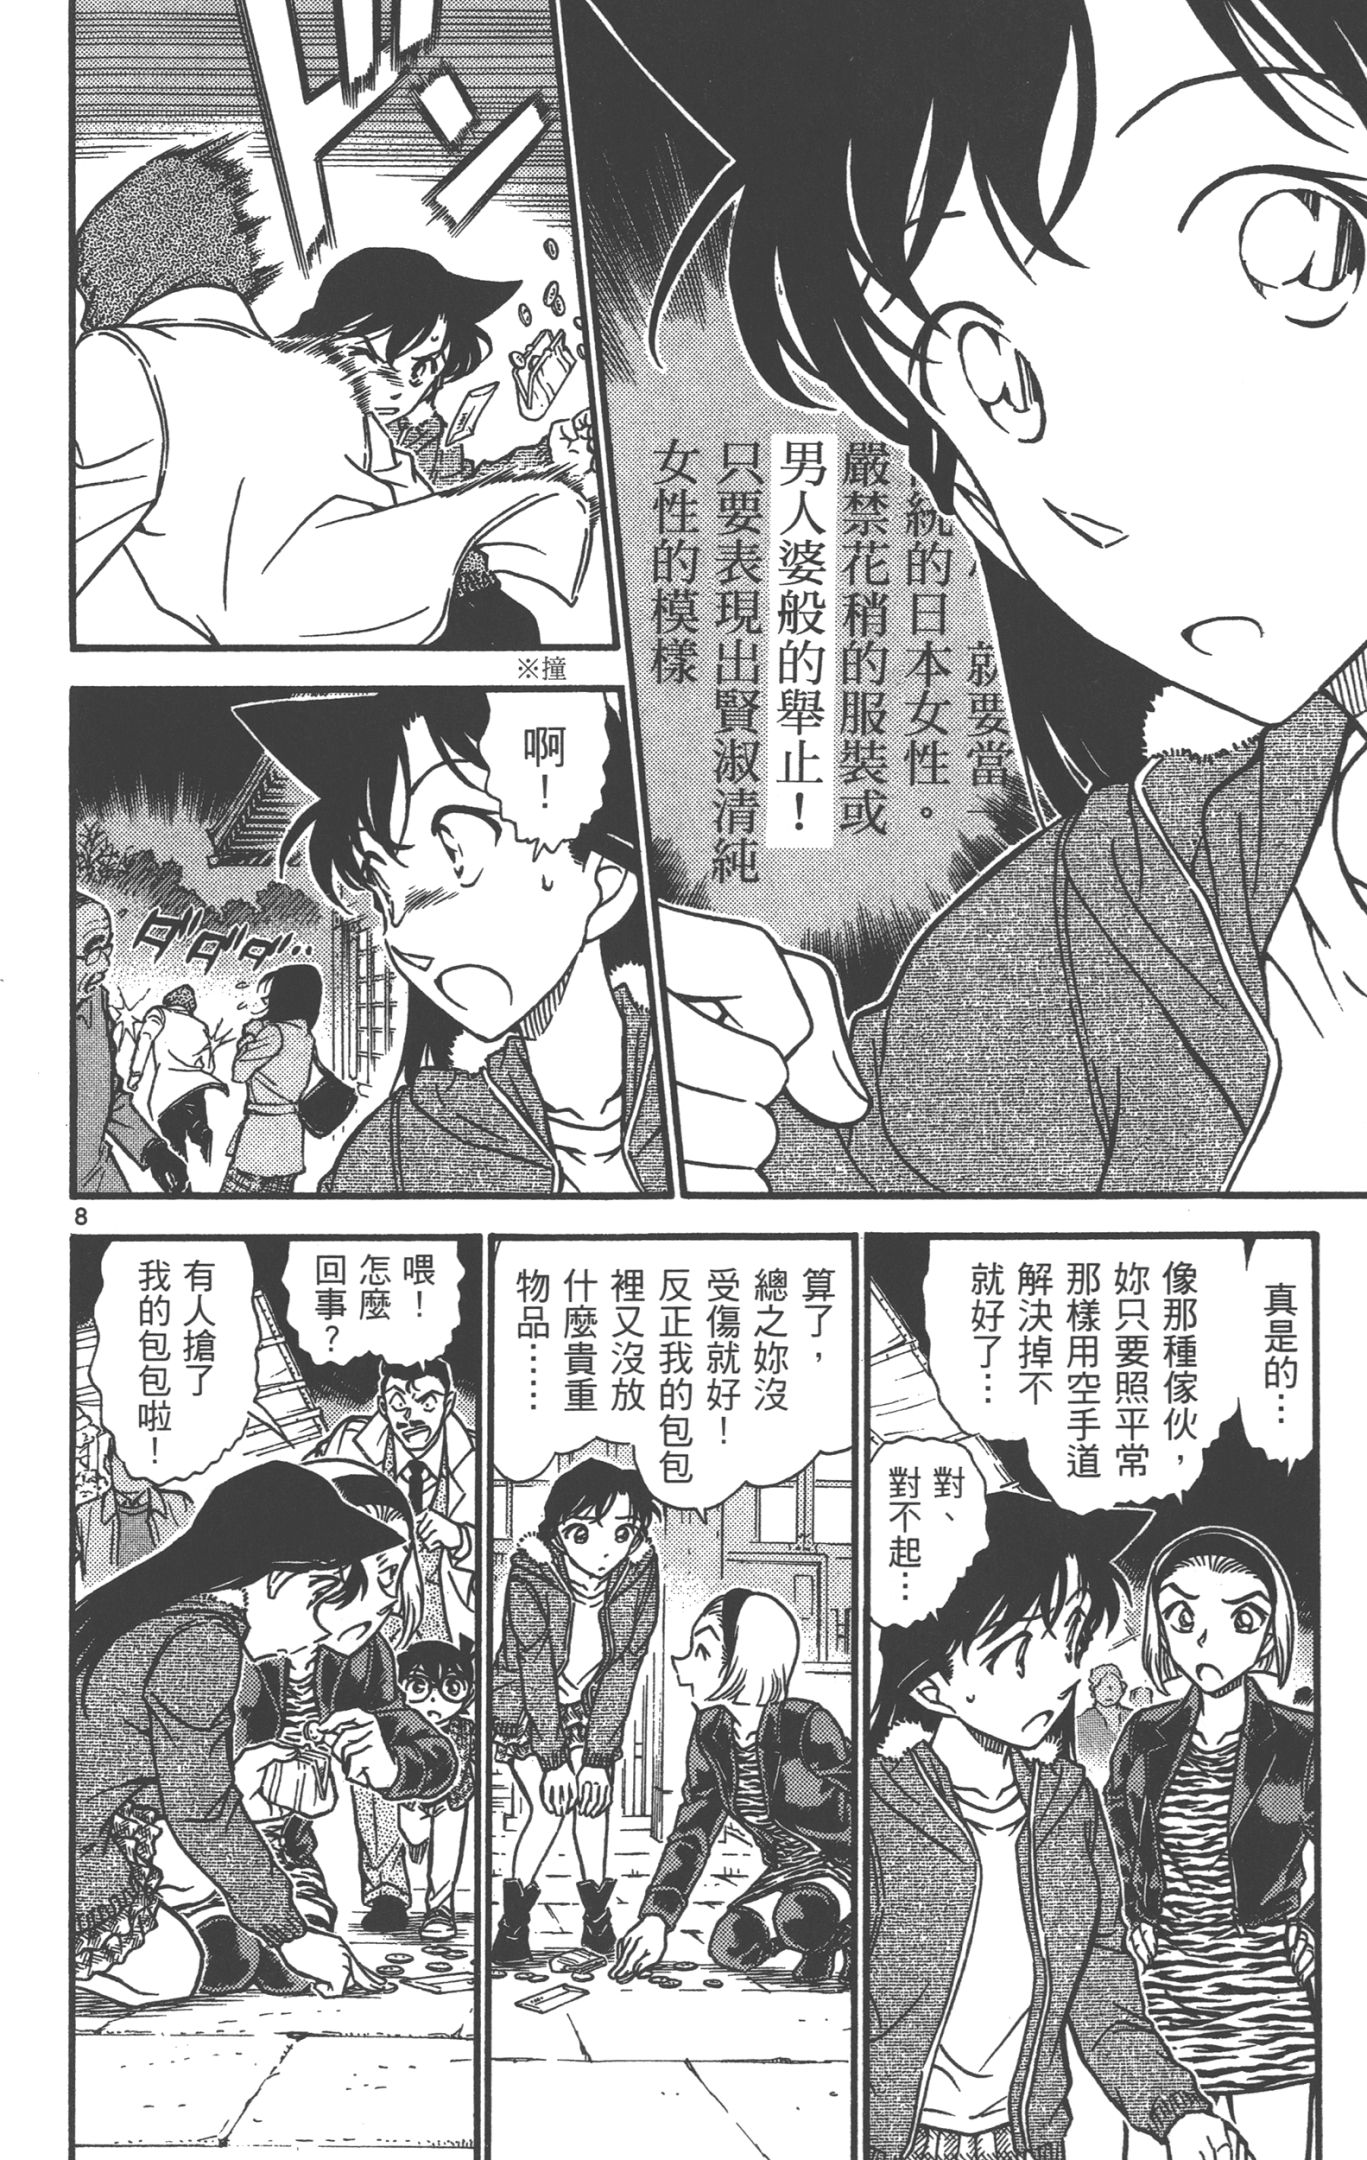 就要當
統的日本女性。
嚴禁花稍的服裝或
男人婆般的舉止！
只要表現出賢淑清純
女性的模樣
※撞
啊！
ダダダ‥
8
真是的…
像那種傢伙，
妳只要照平常
那樣用空手道
解決掉不
就好了…
對、
對不起…
算了，
總之妳沒
受傷就好！
反正我的包包
裡又沒放
什麼貴重
物品……
喂！
怎麼
回事？
有人搶了
我的包包啦！